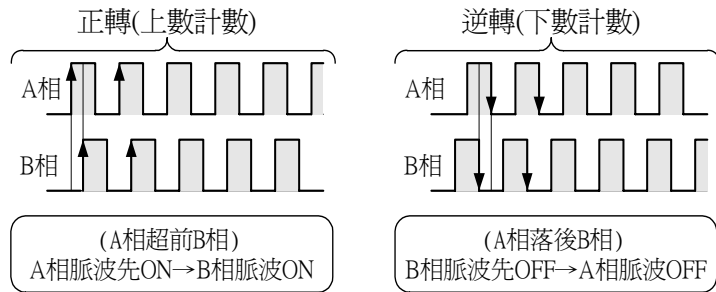 正轉(上數計數)
A相
B相
(A相超前B相)
A相脈波先ON→B相脈波ON
逆轉(下數計數)
A相
B相
(A相落後B相)
B相脈波先OFF→A相脈波OFF